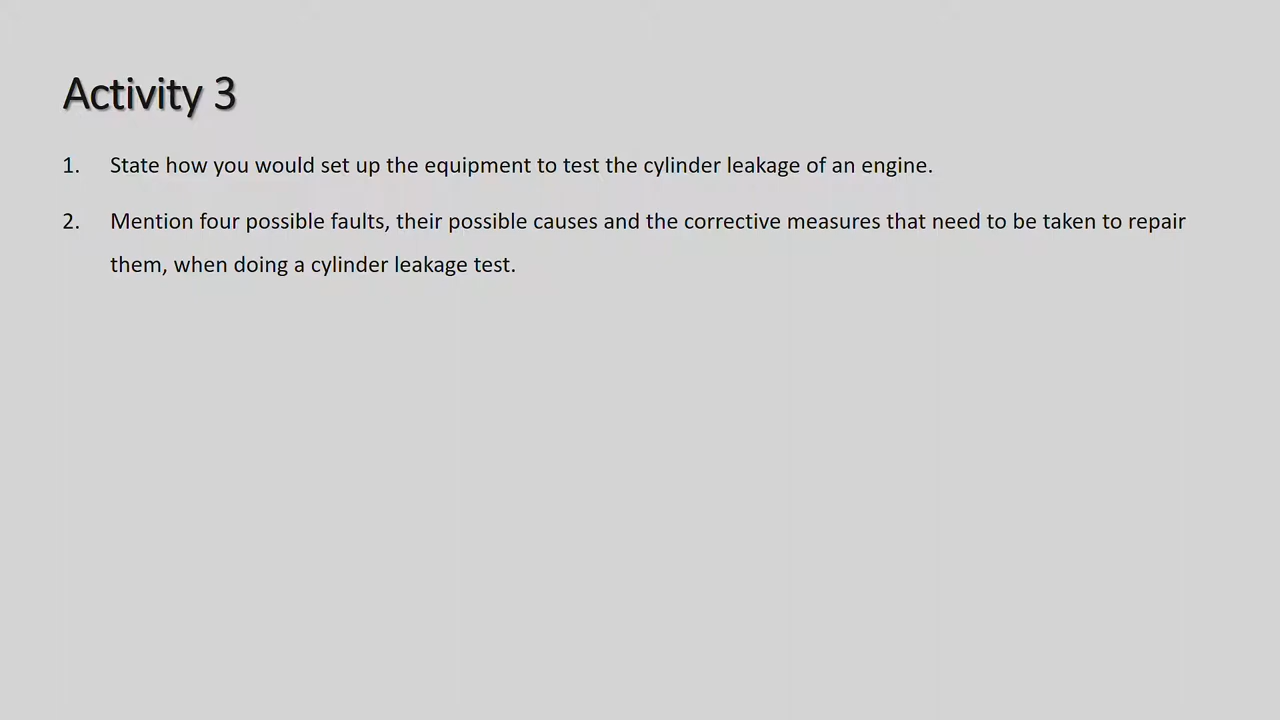 Activity 3
1. State how you would set up the equipment to test the cylinder leakage of an engine.
2. Mention four possible faults, their possible causes and the corrective measures that need to be taken to repair
them, when doing a cylinder leakage test.